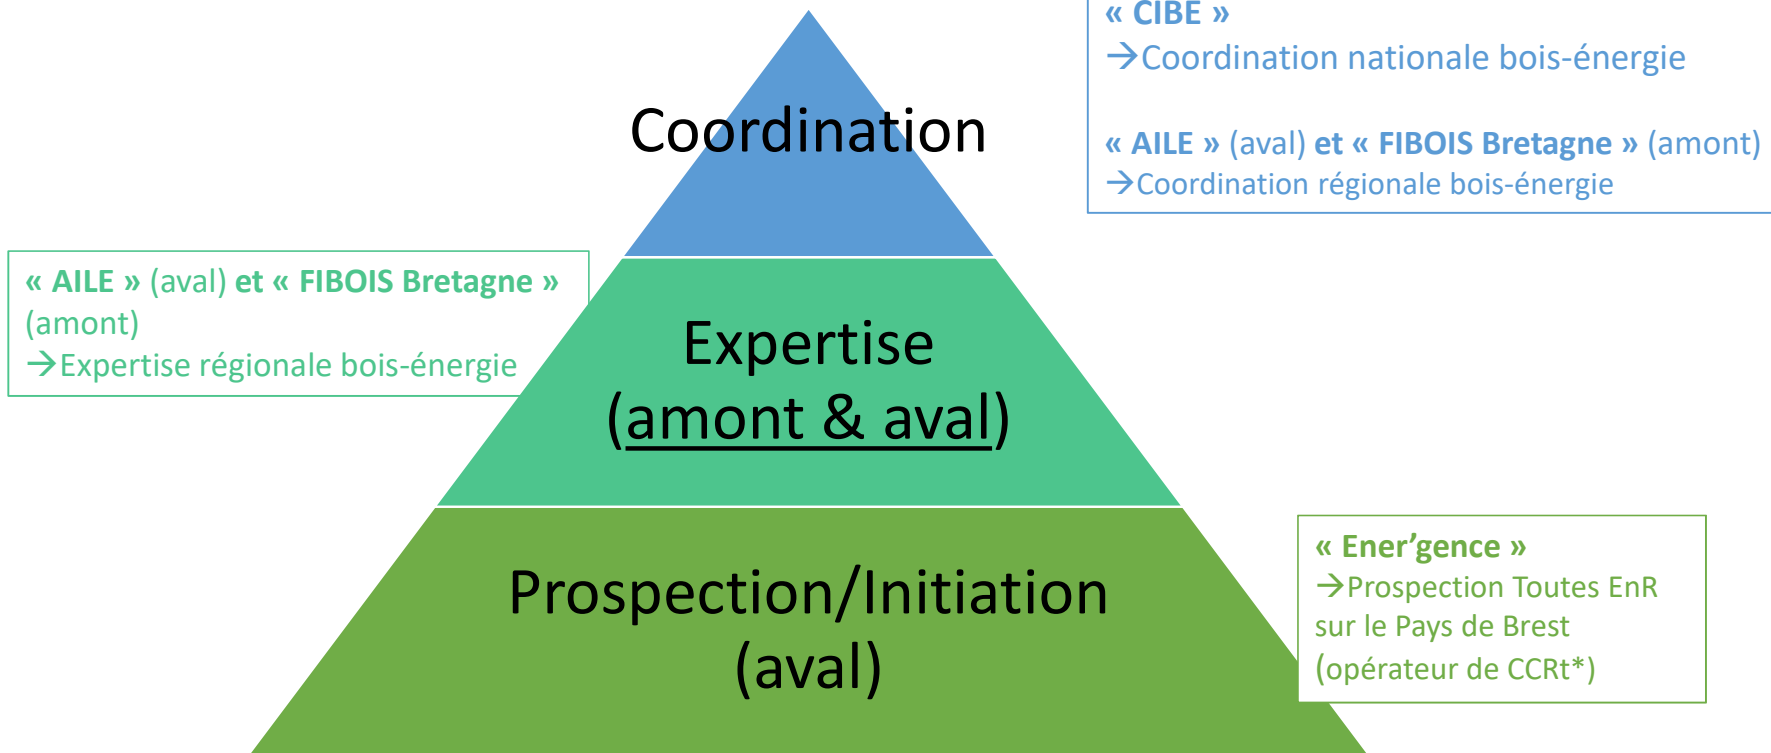 « CIBE »
→Coordination nationale bois-énergie
« AILE » (aval) et « FIBOIS Bretagne » (amont)
→Coordination régionale bois-énergie
Coordination
« AILE » (aval) et « FIBOIS Bretagne »
(amont)
→Expertise régionale bois-énergie
Expertise
(amont & aval)
Prospection/Initiation
(aval)
« Ener’gence »
→Prospection Toutes EnR
sur le Pays de Brest
(opérateur de CCRt*)